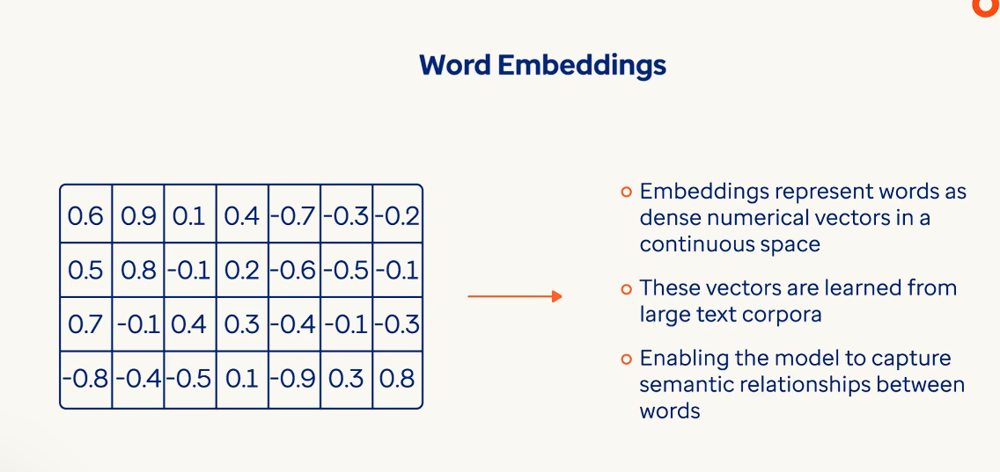 Word Embeddings
0.6 0.9 0.1 0.4 -0.7 -0.3 -0.2
0.5 0.8 -0.1 0.2 -0.6 -0.5 -0.1
0.7 -0.1 0.4 0.3 -0.4 -0.1 -0.3
-0.8 -0.4 -0.5 0.1 -0.9 0.3 0.8
Embeddings represent words as
dense numerical vectors in a
continuous space
These vectors are learned from
large text corpora
Enabling the model to capture
semantic relationships between
words